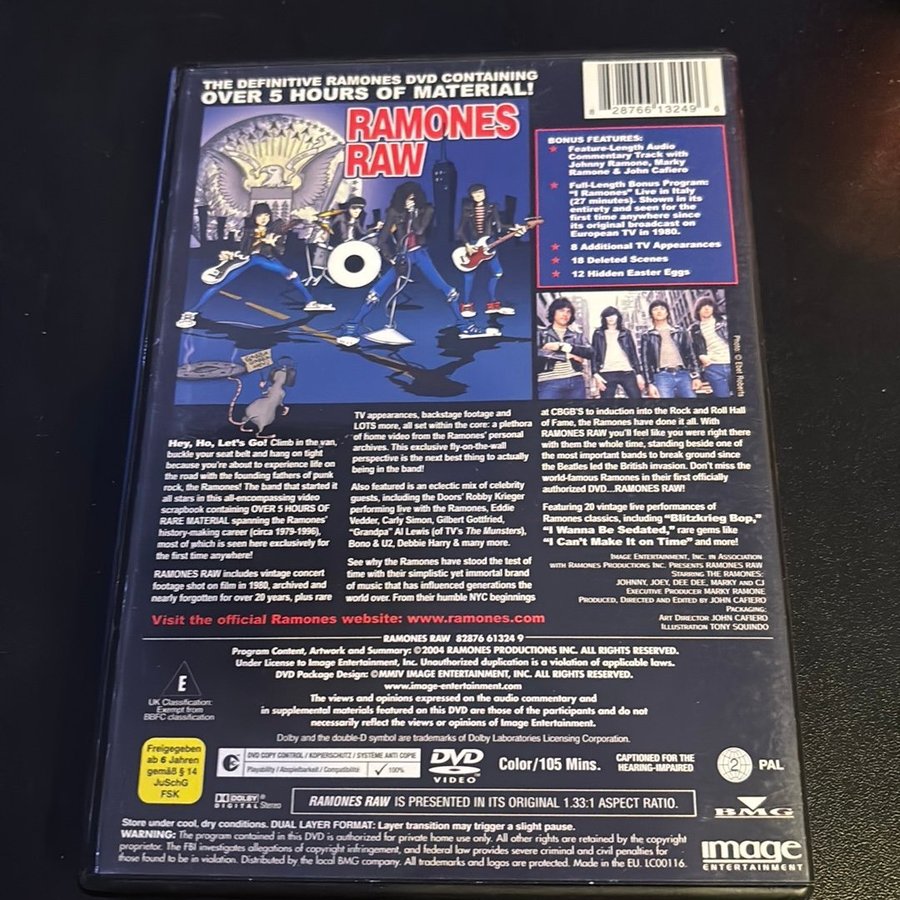 THE DEFINITIVE RAMONES DVD CONTAINING
OVER 5 HOURS OF MATERIAL!
8 28766 13249 6
RAMONES
RAW
BONUS FEATURES:
★ Feature-Length Audio
Commentary Track with
Johnny Ramone, Marky
Ramone & John Cafiero
★ Full-Length Bonus Program:
"I Ramones" Live in Italy
(27 minutes). Shown in its
entirety and seen for the
first time anywhere since
its original broadcast on
European TV in 1980.
★ 8 Additional TV Appearances
★ 18 Deleted Scenes
★ 12 Hidden Easter Eggs
Photo: © Ebet Roberts
GABBA
GABBA
HEY!
Hey, Ho, Let's Go! Climb in the van,
buckle your seat belt and hang on tight
because you're about to experience life on
the road with the founding fathers of punk
rock, the Ramones! The band that started it
all stars in this all-encompassing video
scrapbook containing OVER 5 HOURS OF
RARE MATERIAL spanning the Ramones'
history-making career (circa 1979-1996),
most of which is seen here exclusively for
the first time anywhere!
RAMONES RAW includes vintage concert
footage shot on film in 1980, archived and
nearly forgotten for over 20 years, plus rare
TV appearances, backstage footage and
LOTS more, all set within the core: a plethora
of home video from the Ramones' personal
archives. This exclusive fly-on-the-wall
perspective is the next best thing to actually
being in the band!
Also featured is an eclectic mix of celebrity
guests, including the Doors' Robby Krieger
performing live with the Ramones, Eddie
Vedder, Carly Simon, Gilbert Gottfried,
"Grandpa" Al Lewis (of TV's The Munsters),
Bono & U2, Debbie Harry & many more.
See why the Ramones have stood the test of
time with their simplistic yet immortal brand
of music that has influenced generations the
world over. From their humble NYC beginnings
at CBGB'S to induction into the Rock and Roll Hall
of Fame, the Ramones have done it all. With
RAMONES RAW you'll feel like you were right there
with them the whole time, standing beside one of
the most important bands to break ground since
the Beatles led the British invasion. Don't miss the
world-famous Ramones in their first officially
authorized DVD...RAMONES RAW!
Featuring 20 vintage live performances of
Ramones classics, including "Blitzkrieg Bop,"
"I Wanna Be Sedated," rare gems like
"I Can't Make It on Time" and more!
IMAGE ENTERTAINMENT, INC. IN ASSOCIATION
WITH RAMONES PRODUCTIONS INC. PRESENTS RAMONES RAW
STARRING THE RAMONES:
JOHNNY, JOEY, DEE DEE, MARKY AND CJ
EXECUTIVE PRODUCER MARKY RAMONE
PRODUCED, DIRECTED AND EDITED BY JOHN CAFIERO
PACKAGING:
ART DIRECTOR JOHN CAFIERO
ILLUSTRATION TONY SQUINDO
Visit the official Ramones website: www.ramones.com
RAMONES RAW 82876 61324 9
Program Content, Artwork and Summary: ©2004 RAMONES PRODUCTIONS INC. ALL RIGHTS RESERVED.
Under License to Image Entertainment, Inc. Unauthorized duplication is a violation of applicable laws.
DVD Package Design: ©MMIV IMAGE ENTERTAINMENT, INC. ALL RIGHTS RESERVED.
www.image-entertainment.com
The views and opinions expressed on the audio commentary and
in supplemental materials featured on this DVD are those of the participants and do not
necessarily reflect the views or opinions of Image Entertainment.
Dolby and the double-D symbol are trademarks of Dolby Laboratories Licensing Corporation.
E
UK Classification:
Exempt from
BBFC classification
Freigegeben
ab 6 Jahren
gemäß § 14
JuSchG
FSK
DVD COPY CONTROL / KOPIERSCHUTZ / SYSTÈME ANTI COPIE
Playability / Abspielbarkeit / Compatibilité ✓ 100%
DVD
VIDEO
Color/105 Mins.
CAPTIONED FOR THE
HEARING-IMPAIRED
2
PAL
DOLBY
DIGITAL Stereo
RAMONES RAW IS PRESENTED IN ITS ORIGINAL 1.33:1 ASPECT RATIO.
BMG
Store under cool, dry conditions. DUAL LAYER FORMAT: Layer transition may trigger a slight pause.
WARNING: The program contained in this DVD is authorized for private home use only. All other rights are retained by the copyright
proprietor. The FBI investigates allegations of copyright infringement, and federal law provides severe criminal and civil penalties for
those found to be in violation. Distributed by the local BMG company. All trademarks and logos are protected. Made in the EU. LC00116.
image
ENTERTAINMENT